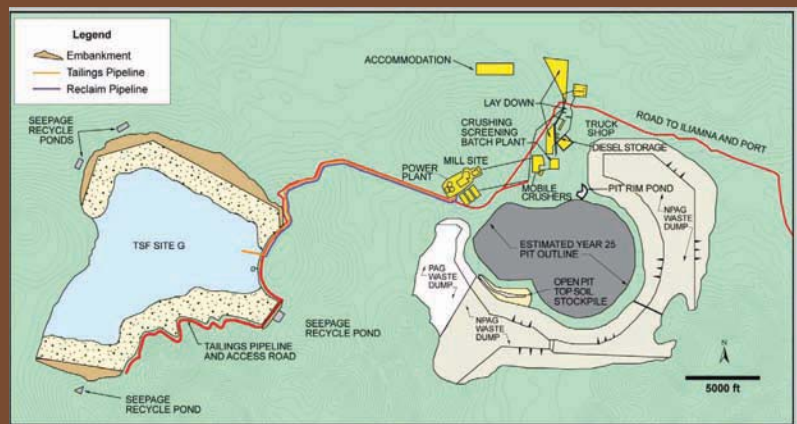 Legend
Embankment
Tailings Pipeline
Reclaim Pipeline
ACCOMMODATION
LAY DOWN
SEEPAGE
RECYCLE
PONDS
CRUSHING
SCREENING
BATCH PLANT
TRUCK
SHOP
ROAD TO ILIAMNA AND PORT
DIESEL STORAGE
POWER
PLANT
MILL SITE
MOBILE
CRUSHERS
PIT RIM POND
NPAG
WASTE
DUMP
TSF SITE G
ESTIMATED YEAR 25
PIT OUTLINE
PAG
WASTE
DUMP
OPEN PIT
TOP SOIL
STOCKPILE
SEEPAGE
RECYCLE POND
NPAG
WASTE
DUMP
TAILINGS PIPELINE
AND ACCESS ROAD
N
5000 ft
SEEPAGE
RECYCLE POND